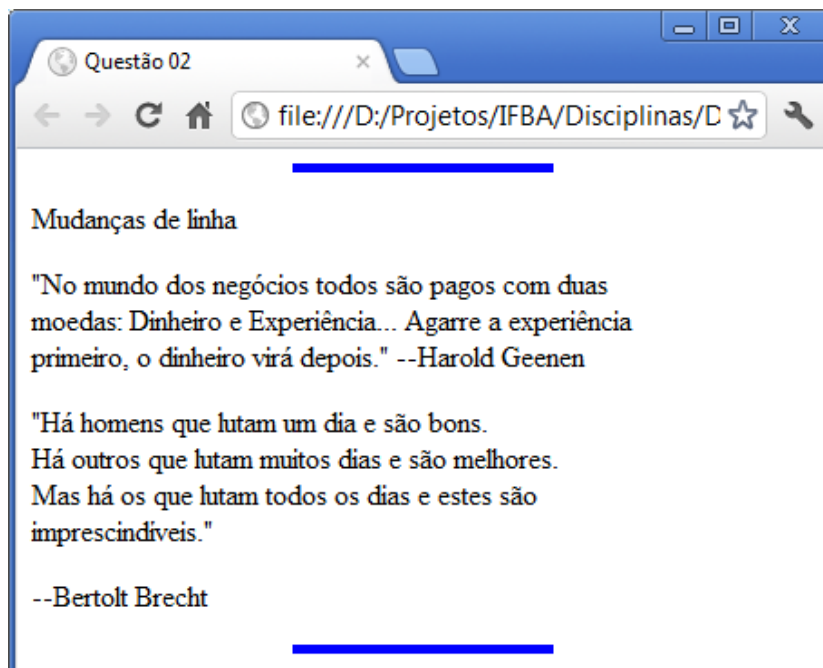 Questão 02
file:///D:/Projetos/IFBA/Disciplinas/D
Mudanças de linha
"No mundo dos negócios todos são pagos com duas
moedas: Dinheiro e Experiência... Agarre a experiência
primeiro, o dinheiro virá depois." --Harold Geenen
"Há homens que lutam um dia e são bons.
Há outros que lutam muitos dias e são melhores.
Mas há os que lutam todos os dias e estes são
imprescindíveis."
--Bertolt Brecht